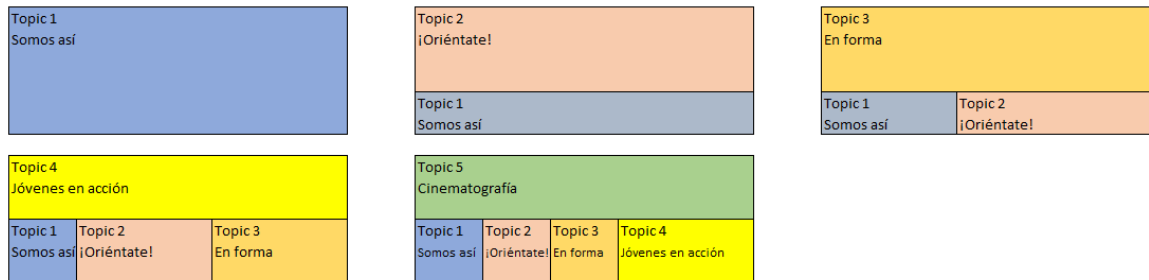 Topic 1
Somos así
Topic 2
¡Oriéntate!
Topic 1
Somos así
Topic 3
En forma
Topic 1
Somos así
Topic 2
¡Oriéntate!
Topic 4
Jóvenes en acción
Topic 1
Somos así
Topic 2
¡Oriéntate!
Topic 3
En forma
Topic 5
Cinematografía
Topic 1
Somos así
Topic 2
¡Oriéntate!
Topic 3
En forma
Topic 4
Jóvenes en acción